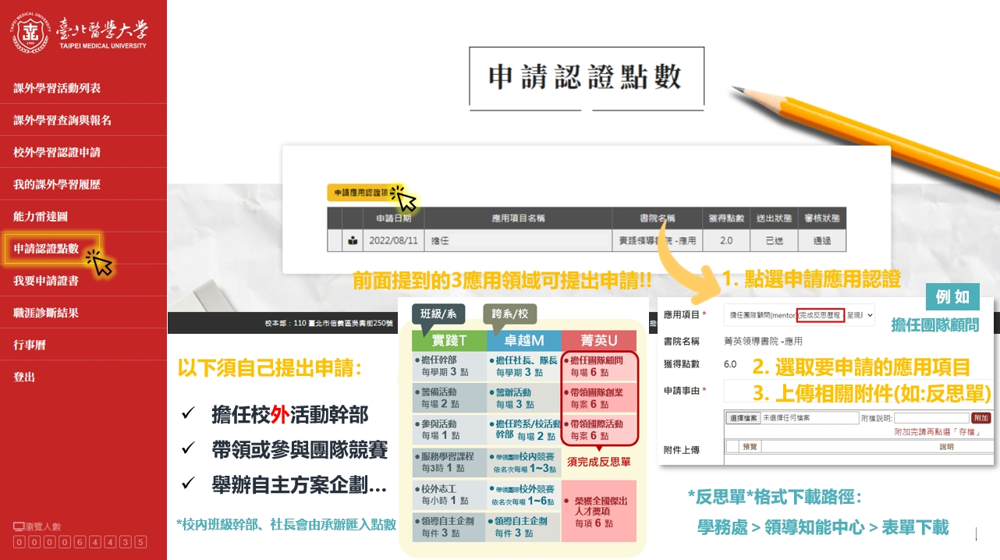 臺北醫學大學
TAIPEI MEDICAL UNIVERSITY
課外學習活動列表
課外學習查詢與報名
校外學習認證申請
我的課外學習履歷
能力雷達圖
申請認證點數
我要申請證書
職涯診斷結果
行事曆
登出
瀏覽人數
0 0 0 0 6 4 4 3 5
申請認證點數
申請應用認證項
申請日期 應用項目名稱 書院名稱 獲得點數 送出狀態 審核狀態
2022/08/11 擔任 實踐領導書院 -應用 2.0 已送 通過
前面提到的3應用領域可提出申請!!
1. 點選申請應用認證
校本部：110 臺北市信義區吳興街250號
以下須自己提出申請：
✓ 擔任校外活動幹部
✓ 帶領或參與團隊競賽
✓ 舉辦自主方案企劃...
*校內班級幹部、社長會由承辦匯入點數
班級/系 跨系/校
實踐T 卓越M 菁英U
•擔任幹部
每學期 3 點
•擔任社長、隊長
每學期 3 點
•擔任團隊顧問
每場 6 點
•籌備活動
每場 2 點
•籌辦活動
每場 3 點
•帶領團隊創業
每案 6 點
•參與活動
每場 1 點
•擔任跨系/校活動
幹部 每場 2 點
•帶領國際活動
每案 6 點
•服務學習課程
每3時 1 點
•帶領團隊校內競賽
依名次每場 1~3點
須完成反思單
•校外志工
每小時 1 點
•帶領團隊校外競賽
依名次每場 1~6點
• 榮獲全國傑出
人才獎項
每項 6 點
•領導自主企劃
每件 3 點
•領導自主企劃
每件 3 點
例 如
擔任團隊顧問
應用項目 * 擔任團隊顧問(mentor)(完成反思歷程
書院名稱 菁英領導書院 -應用
獲得點數 6.0
2. 選取要申請的應用項目
申請事由 *
3. 上傳相關附件(如:反思單)
附件上傳
選擇檔案 未選擇任何檔案 附檔說明: 附加
附加完請再點選「存檔」
預覽 說明
*反思單*格式下載路徑：
學務處 > 領導知能中心 > 表單下載